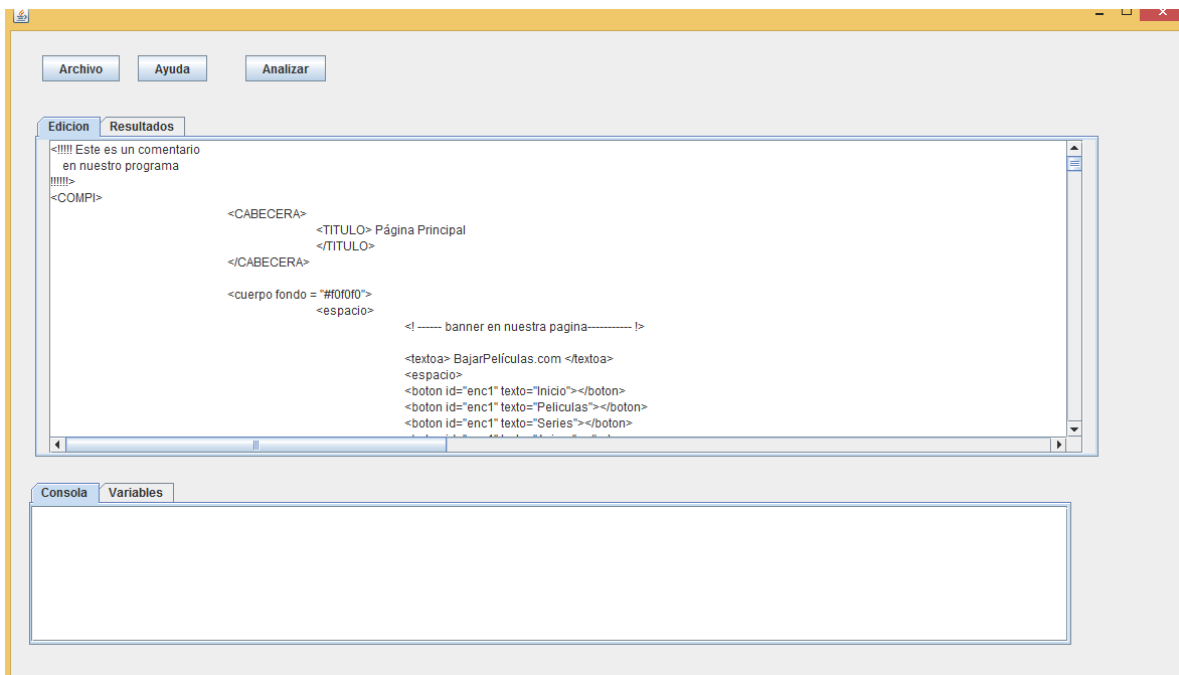 Archivo Ayuda Analizar
Edicion Resultados
<!!!!! Este es un comentario
en nuestro programa
!!!!!!>
<COMPI>
<CABECERA>
<TITULO> Página Principal
</TITULO>
</CABECERA>
<cuerpo fondo = "#f0f0f0">
<espacio>
<! ------ banner en nuestra pagina----------- !>
<textoa> BajarPelículas.com </textoa>
<espacio>
<boton id="enc1" texto="Inicio"></boton>
<boton id="enc1" texto="Peliculas"></boton>
<boton id="enc1" texto="Series"></boton>
Consola Variables